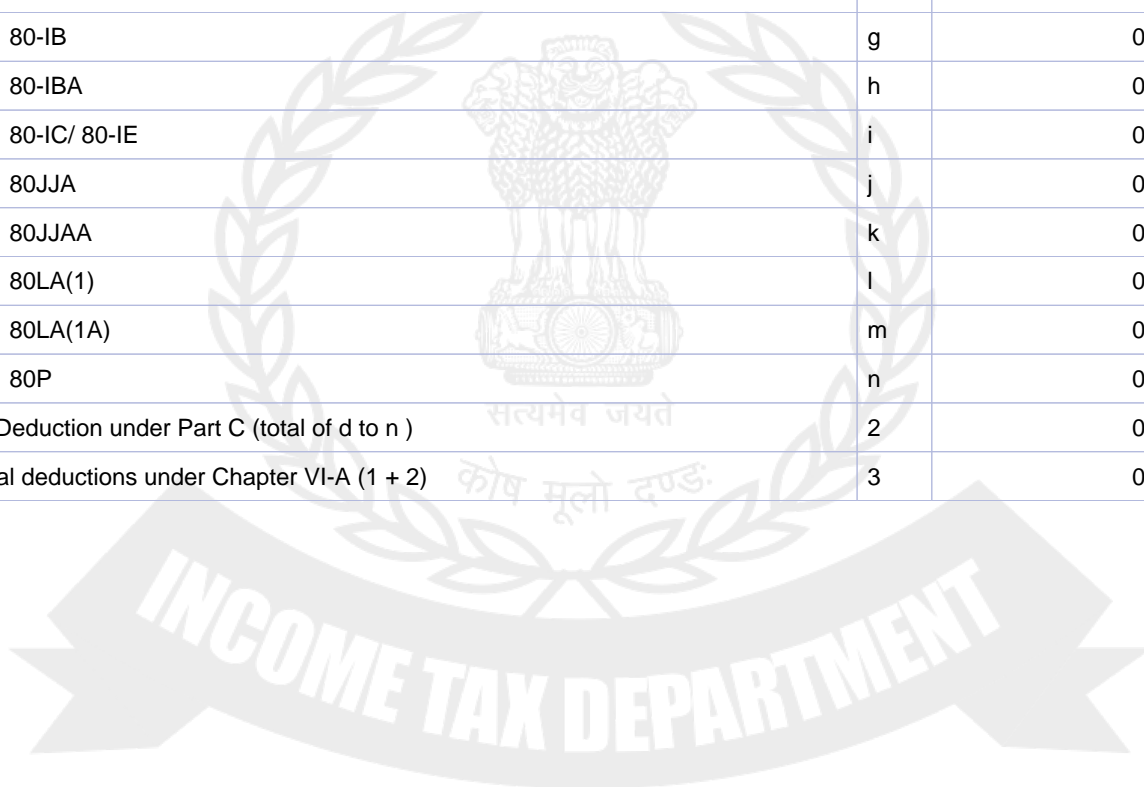 80-IB g 0
80-IBA h 0
80-IC/ 80-IE i 0
80JJA j 0
80JJAA k 0
80LA(1) l 0
80LA(1A) m 0
80P n 0
सत्यमेव जयते
Deduction under Part C (total of d to n ) 2 0
al deductions under Chapter VI-A (1 + 2) 3 0
कोष मूलो दण्डः
INCOME TAX DEPARTMENT